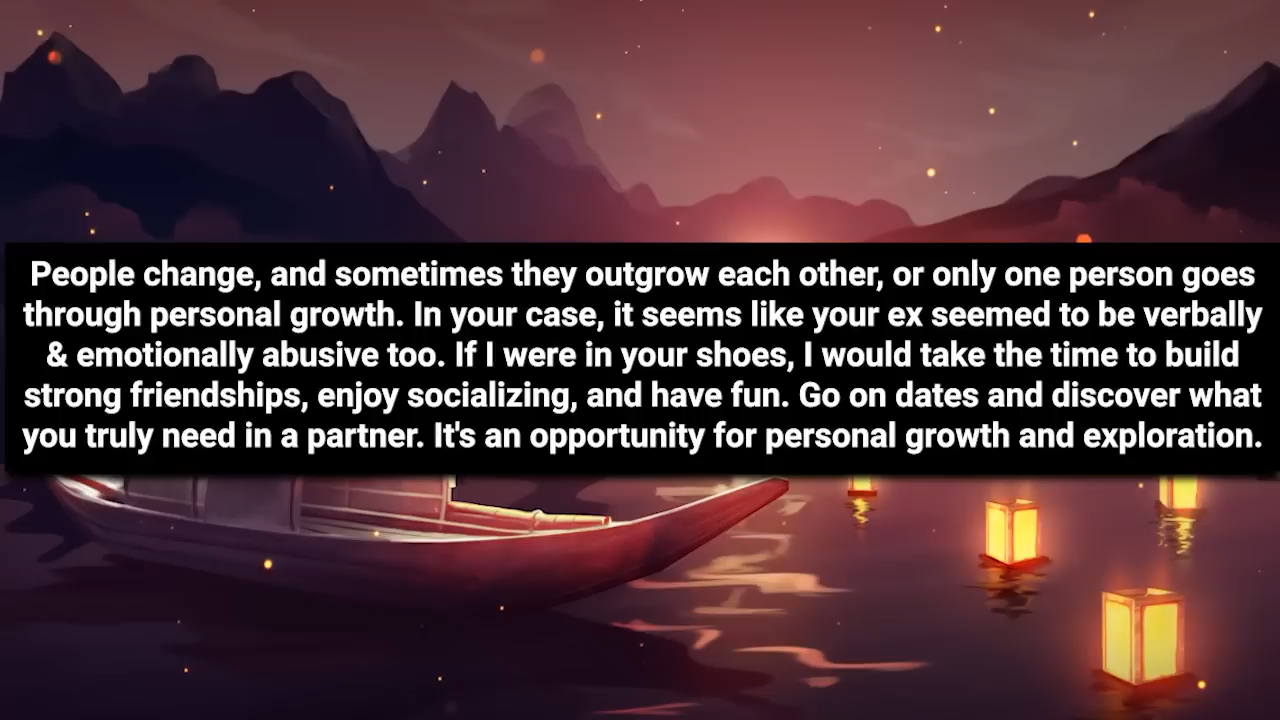 People change, and sometimes they outgrow each other, or only one person goes
through personal growth. In your case, it seems like your ex seemed to be verbally
& emotionally abusive too. If I were in your shoes, I would take the time to build
strong friendships, enjoy socializing, and have fun. Go on dates and discover what
you truly need in a partner. It's an opportunity for personal growth and exploration.